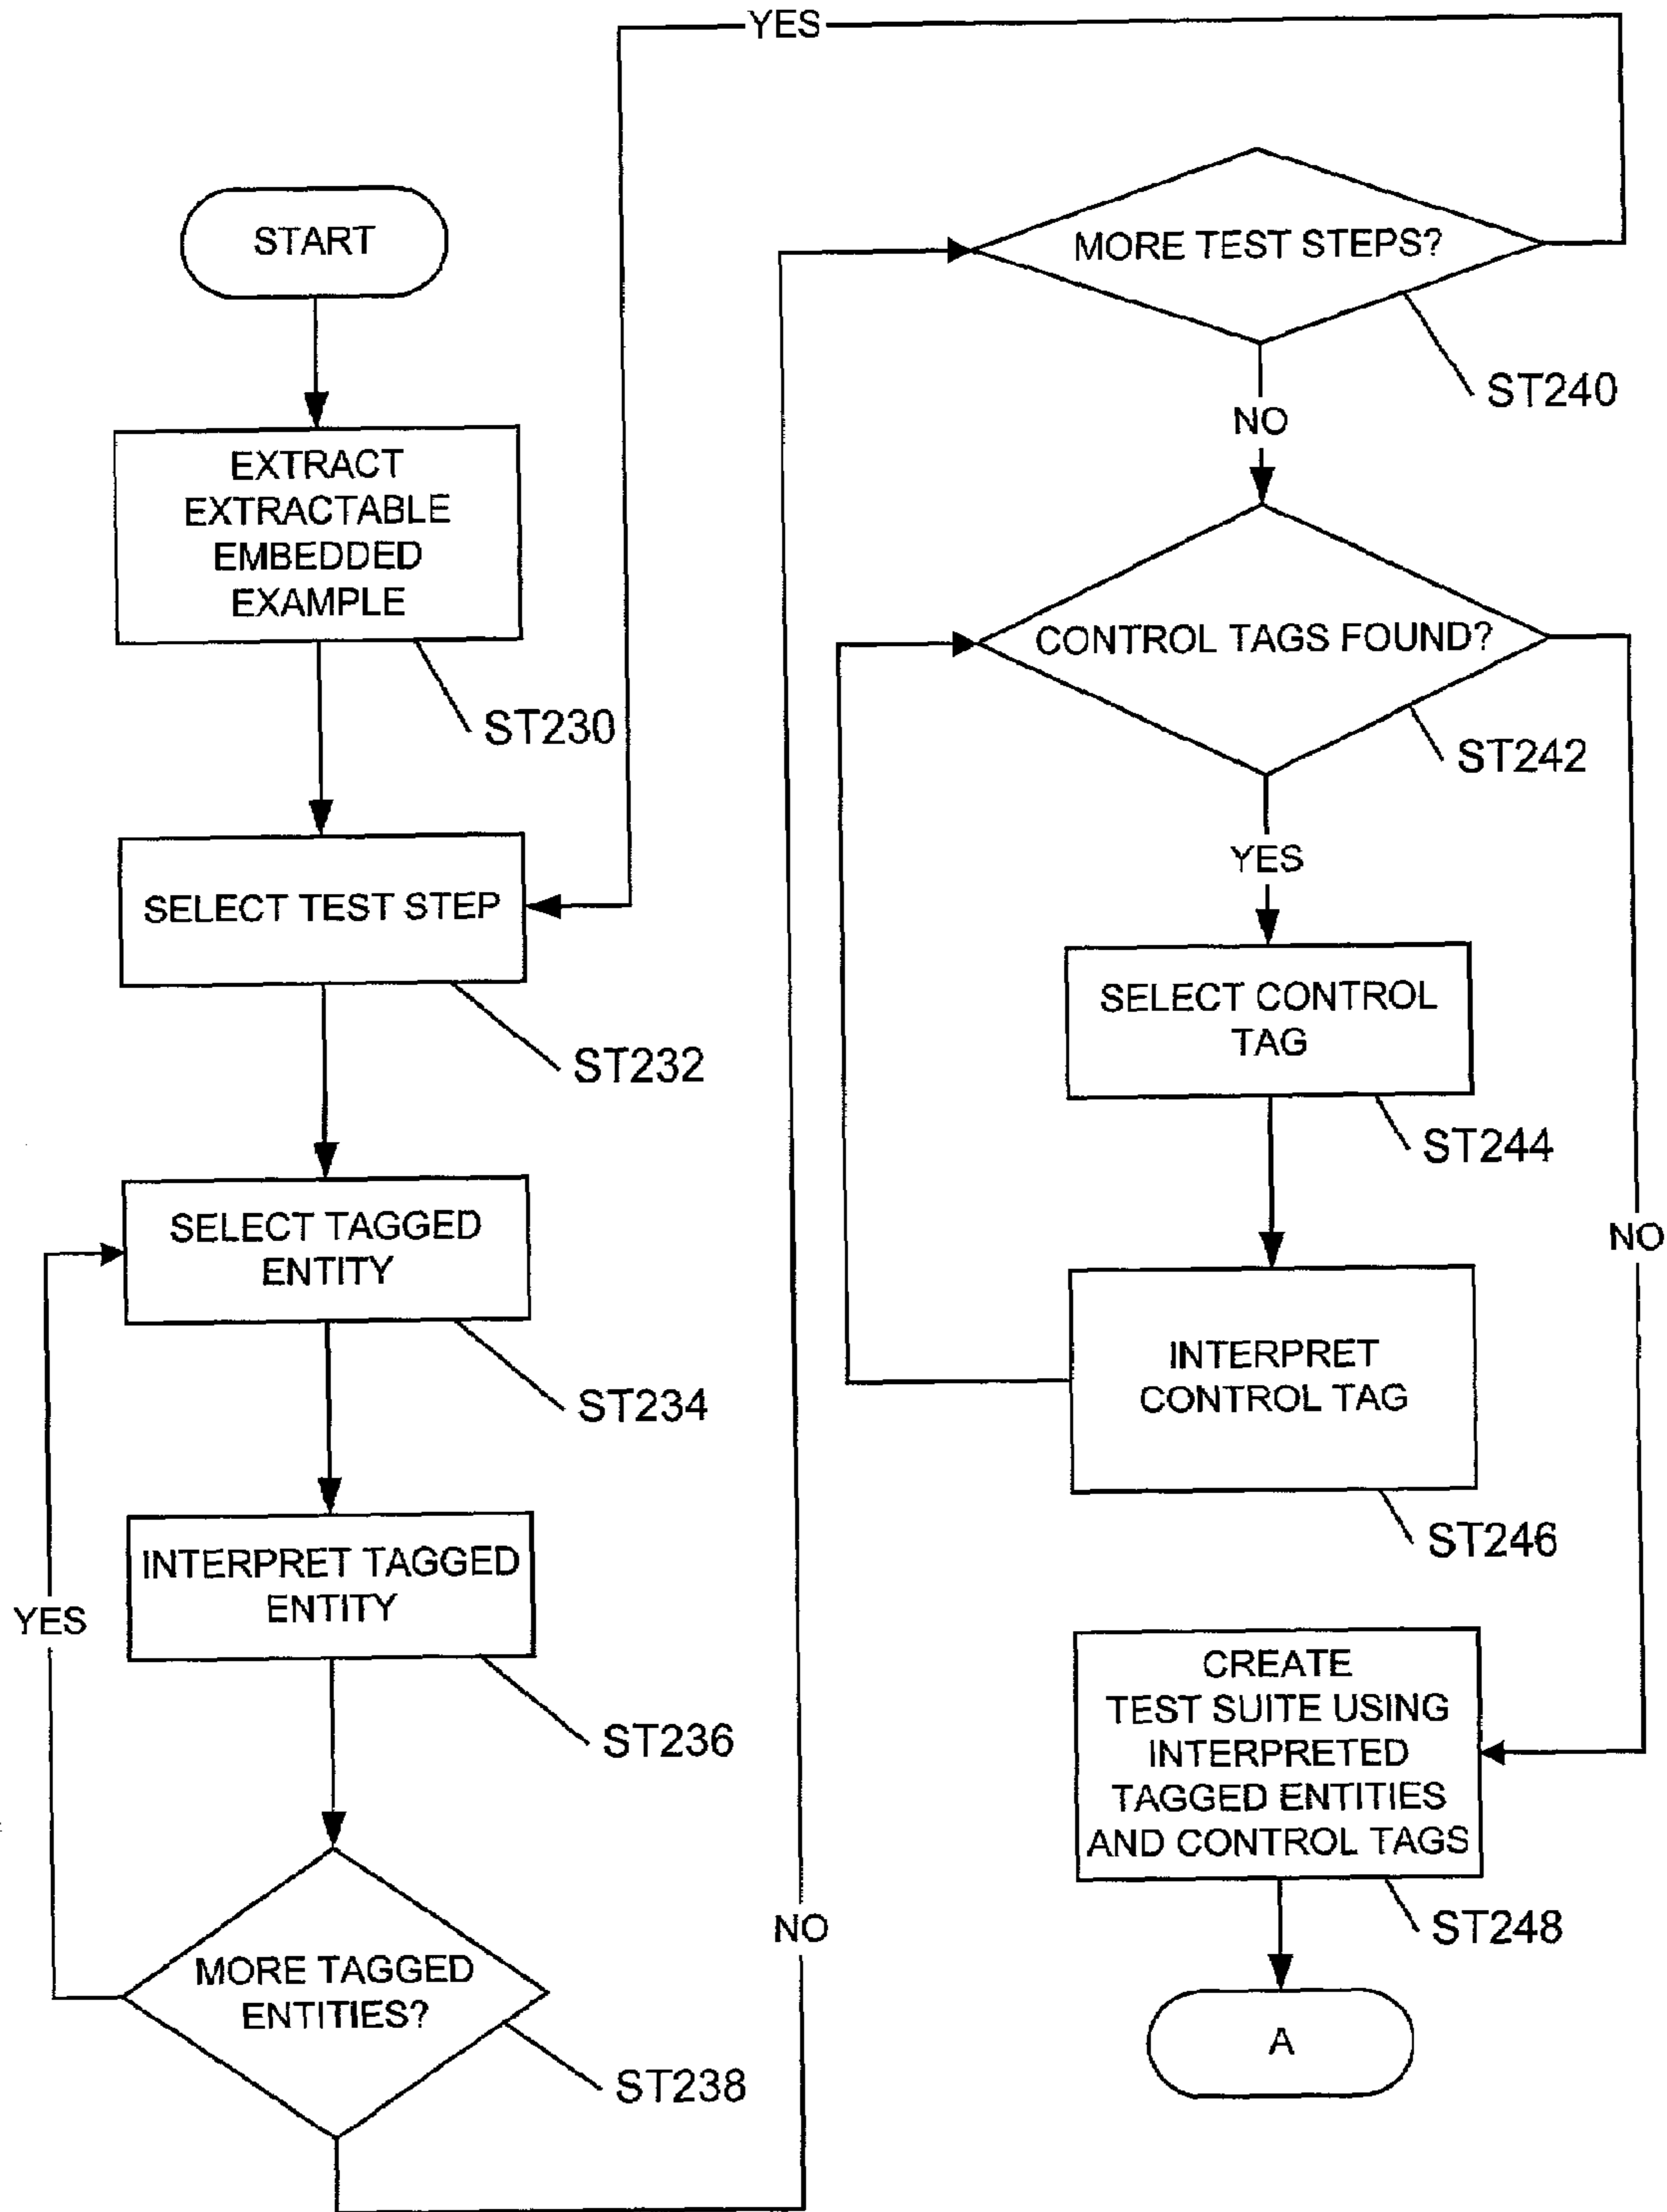 START
EXTRACT
EXTRACTABLE
EMBEDDED
EXAMPLE
ST230
SELECT TEST STEP
ST232
SELECT TAGGED
ENTITY
ST234
INTERPRET TAGGED
ENTITY
ST236
YES
MORE TAGGED
ENTITIES?
ST238
NO
YES
MORE TEST STEPS?
ST240
NO
CONTROL TAGS FOUND?
ST242
YES
SELECT CONTROL
TAG
ST244
NO
INTERPRET
CONTROL TAG
ST246
CREATE
TEST SUITE USING
INTERPRETED
TAGGED ENTITIES
AND CONTROL TAGS
ST248
A